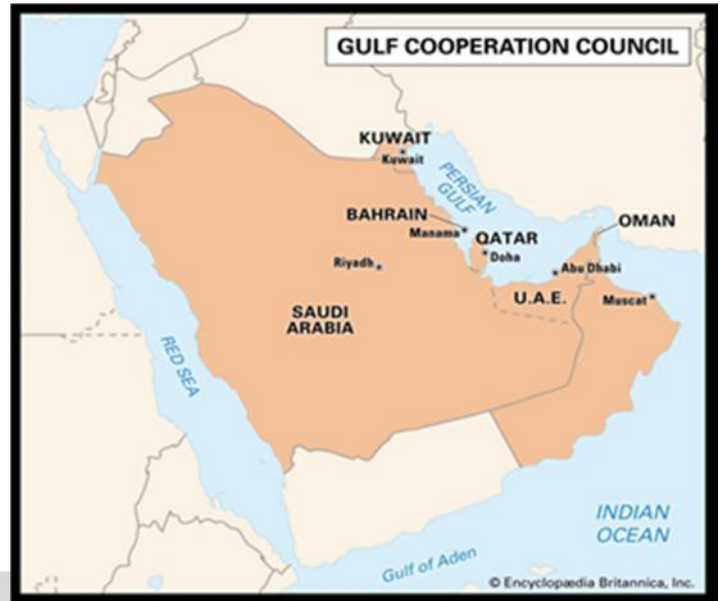 GULF COOPERATION COUNCIL
KUWAIT
Kuwait
PERSIAN
GULF
BAHRAIN
Manama
QATAR
Doha
OMAN
Abu Dhabi
Riyadh
U.A.E.
Muscat
SAUDI
ARABIA
RED SEA
INDIAN
OCEAN
Gulf of Aden
© Encyclopædia Britannica, Inc.